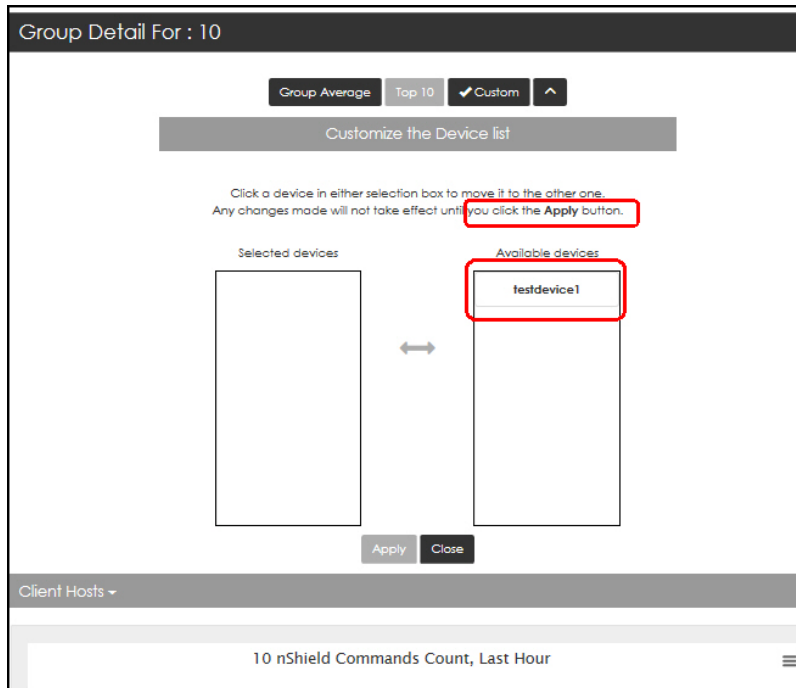 Group Detail For : 10
Group Average Top 10 Custom
Customize the Device list
Click a device in either selection box to move it to the other one.
Any changes made will not take effect until you click the Apply button.
Selected devices Available devices
testdevice1
Apply Close
Client Hosts
10 nShield Commands Count, Last Hour